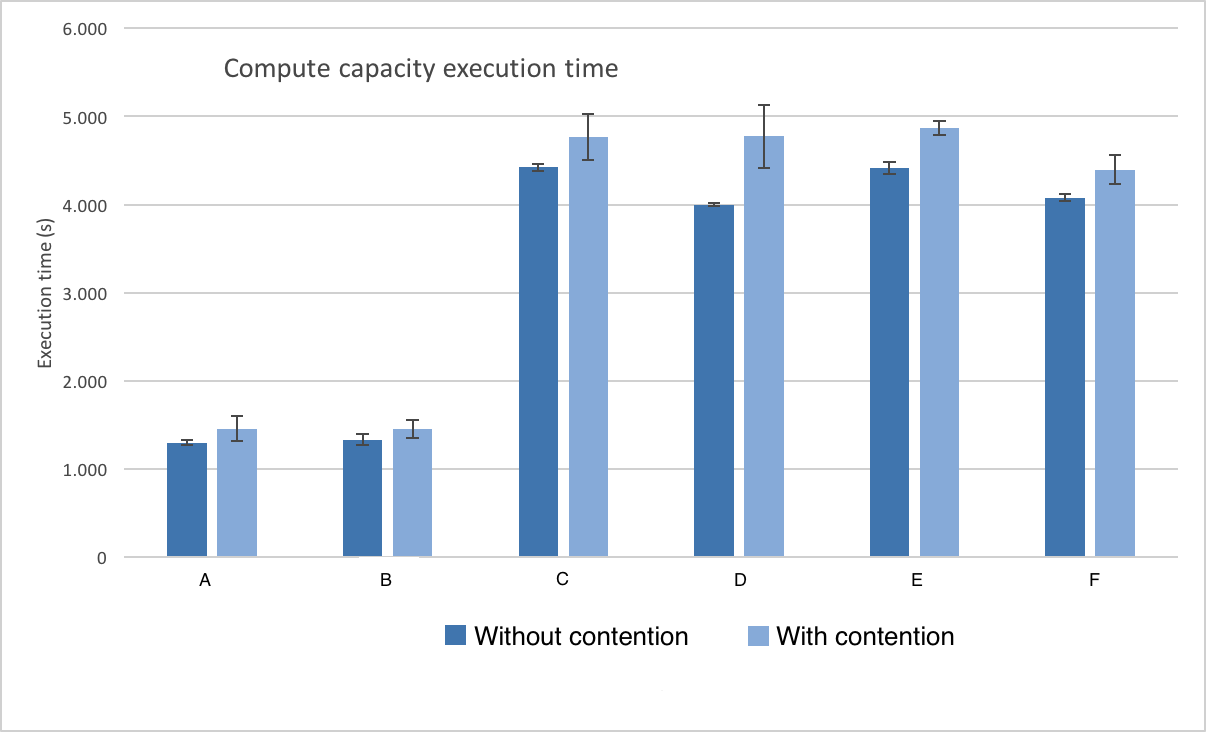 6.000
Compute capacity execution time
5.000
4.000
3.000
2.000
1.000
0
Execution time (s)
A B C D E F
Without contention With contention